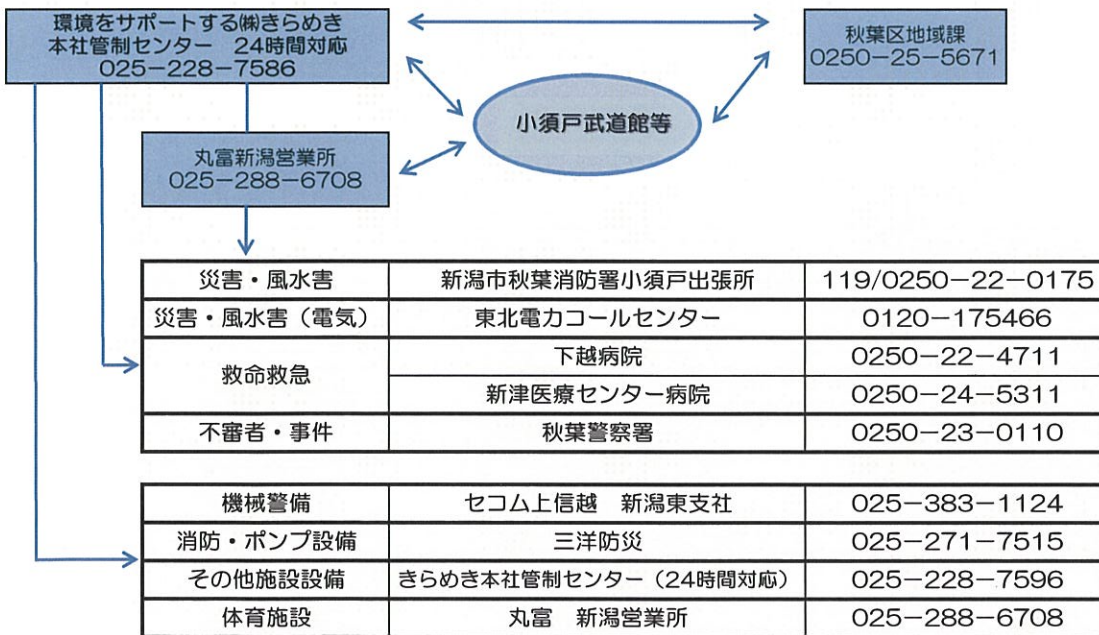 環境をサポートする㈱きらめき
本社管制センター　24時間対応
025－228－7586
秋葉区地域課
0250－25－5671
小須戸武道館等
丸富新潟営業所
025－288－6708
災害・風水害　新潟市秋葉消防署小須戸出張所　119/0250－22－0175
災害・風水害（電気）　東北電力コールセンター　0120－175466
救命救急　下越病院　0250－22－4711
新津医療センター病院　0250－24－5311
不審者・事件　秋葉警察署　0250－23－0110
機械警備　セコム上信越　新潟東支社　025－383－1124
消防・ポンプ設備　三洋防災　025－271－7515
その他施設設備　きらめき本社管制センター（24時間対応）　025－228－7596
体育施設　丸富　新潟営業所　025－288－6708